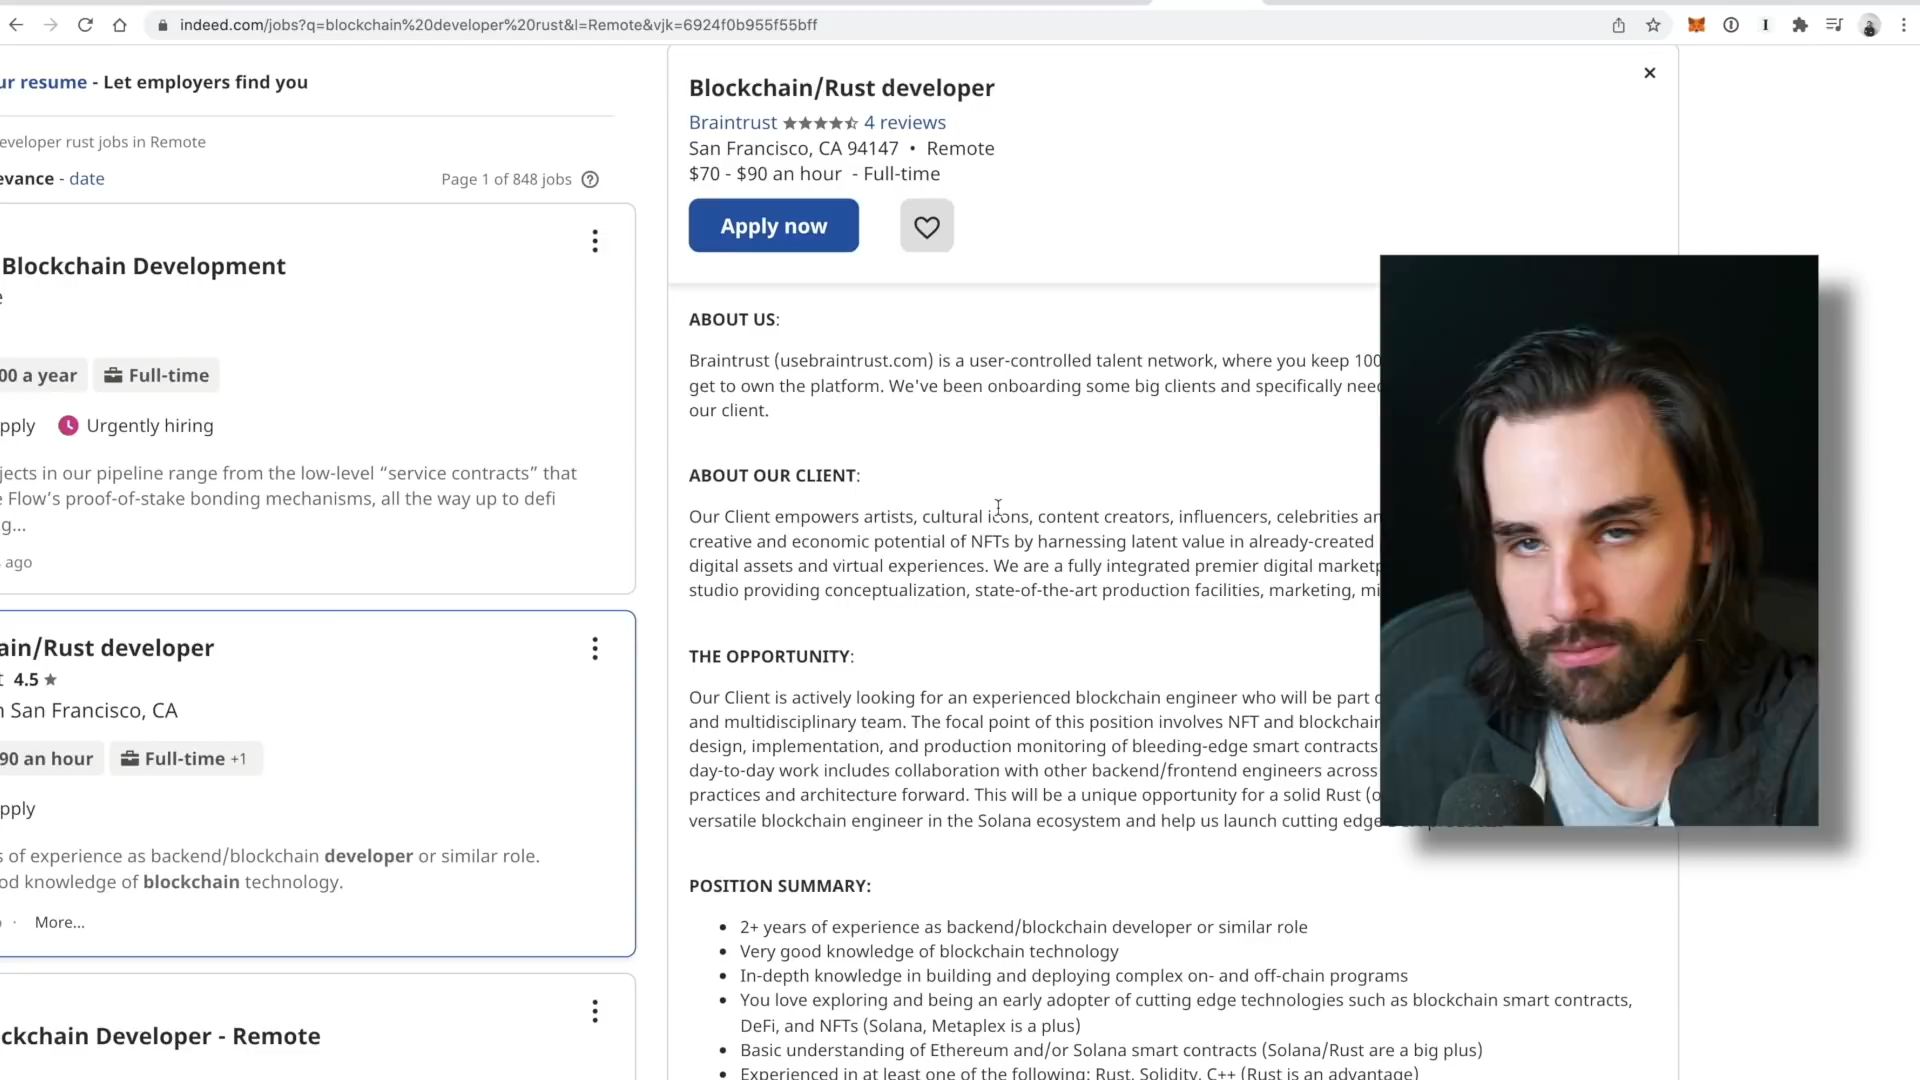 indeed.com/jobs?q=blockchain%20developer%20rust&l=Remote&vjk=6924f0b955f55bff
ur resume - Let employers find you
eveloper rust jobs in Remote
evance - date
Page 1 of 848 jobs
Blockchain Development
e
00 a year
Full-time
pply
Urgently hiring
jects in our pipeline range from the low-level “service contracts” that
e Flow’s proof-of-stake bonding mechanisms, all the way up to defi
g...
ago
ain/Rust developer
t 4.5 ★
n San Francisco, CA
90 an hour
Full-time +1
pply
s of experience as backend/blockchain developer or similar role.
od knowledge of blockchain technology.
· More...
ckchain Developer - Remote
Blockchain/Rust developer
Braintrust 4 reviews
San Francisco, CA 94147 • Remote
$70 - $90 an hour - Full-time
Apply now
ABOUT US:
Braintrust (usebraintrust.com) is a user-controlled talent network, where you keep 100
get to own the platform. We've been onboarding some big clients and specifically need
our client.
ABOUT OUR CLIENT:
Our Client empowers artists, cultural icons, content creators, influencers, celebrities an
creative and economic potential of NFTs by harnessing latent value in already-created
digital assets and virtual experiences. We are a fully integrated premier digital marketp
studio providing conceptualization, state-of-the-art production facilities, marketing, mi
THE OPPORTUNITY:
Our Client is actively looking for an experienced blockchain engineer who will be part o
and multidisciplinary team. The focal point of this position involves NFT and blockchain
design, implementation, and production monitoring of bleeding-edge smart contracts
day-to-day work includes collaboration with other backend/frontend engineers across
practices and architecture forward. This will be a unique opportunity for a solid Rust (o
versatile blockchain engineer in the Solana ecosystem and help us launch cutting edge
POSITION SUMMARY:
• 2+ years of experience as backend/blockchain developer or similar role
• Very good knowledge of blockchain technology
• In-depth knowledge in building and deploying complex on- and off-chain programs
• You love exploring and being an early adopter of cutting edge technologies such as blockchain smart contracts,
DeFi, and NFTs (Solana, Metaplex is a plus)
• Basic understanding of Ethereum and/or Solana smart contracts (Solana/Rust are a big plus)
• Experienced in at least one of the following: Rust, Solidity, C++ (Rust is an advantage)